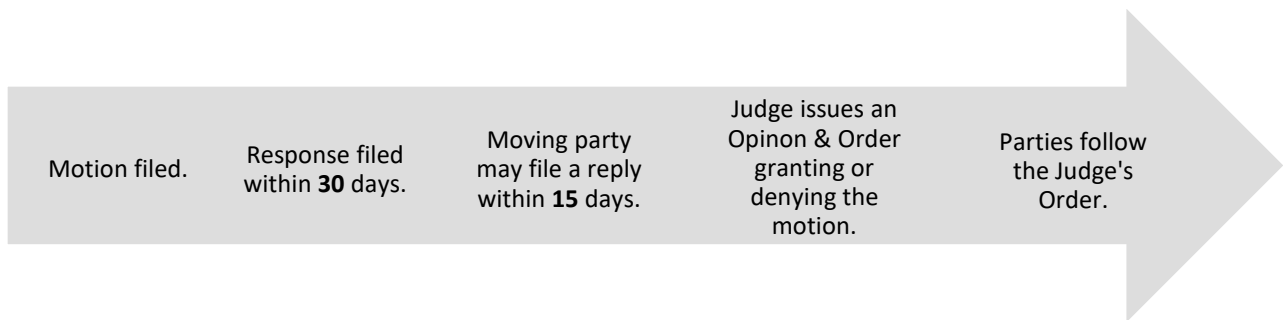 Motion filed.
Response filed
within 30 days.
Moving party
may file a reply
within 15 days.
Judge issues an
Opinon & Order
granting or
denying the
motion.
Parties follow
the Judge's
Order.